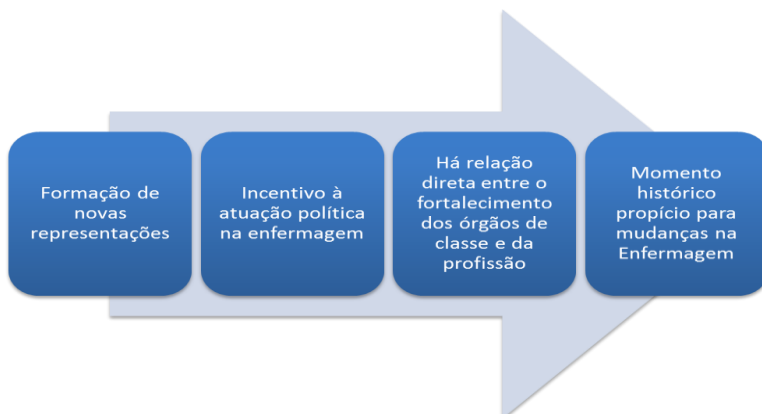 Formação de
novas
representações
Incentivo à
atuação política
na enfermagem
Há relação
direta entre o
fortalecimento
dos órgãos de
classe e da
profissão
Momento
histórico
propício para
mudanças na
Enfermagem